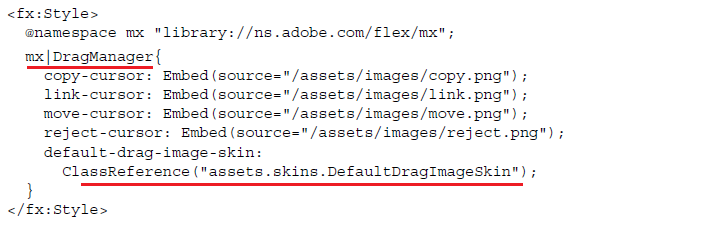 <fx:Style>
@namespace mx "library://ns.adobe.com/flex/mx";
mx|DragManager{
copy-cursor: Embed(source="/assets/images/copy.png");
link-cursor: Embed(source="/assets/images/link.png");
move-cursor: Embed(source="/assets/images/move.png");
reject-cursor: Embed(source="/assets/images/reject.png");
default-drag-image-skin:
ClassReference("assets.skins.DefaultDragImageSkin");
}
</fx:Style>